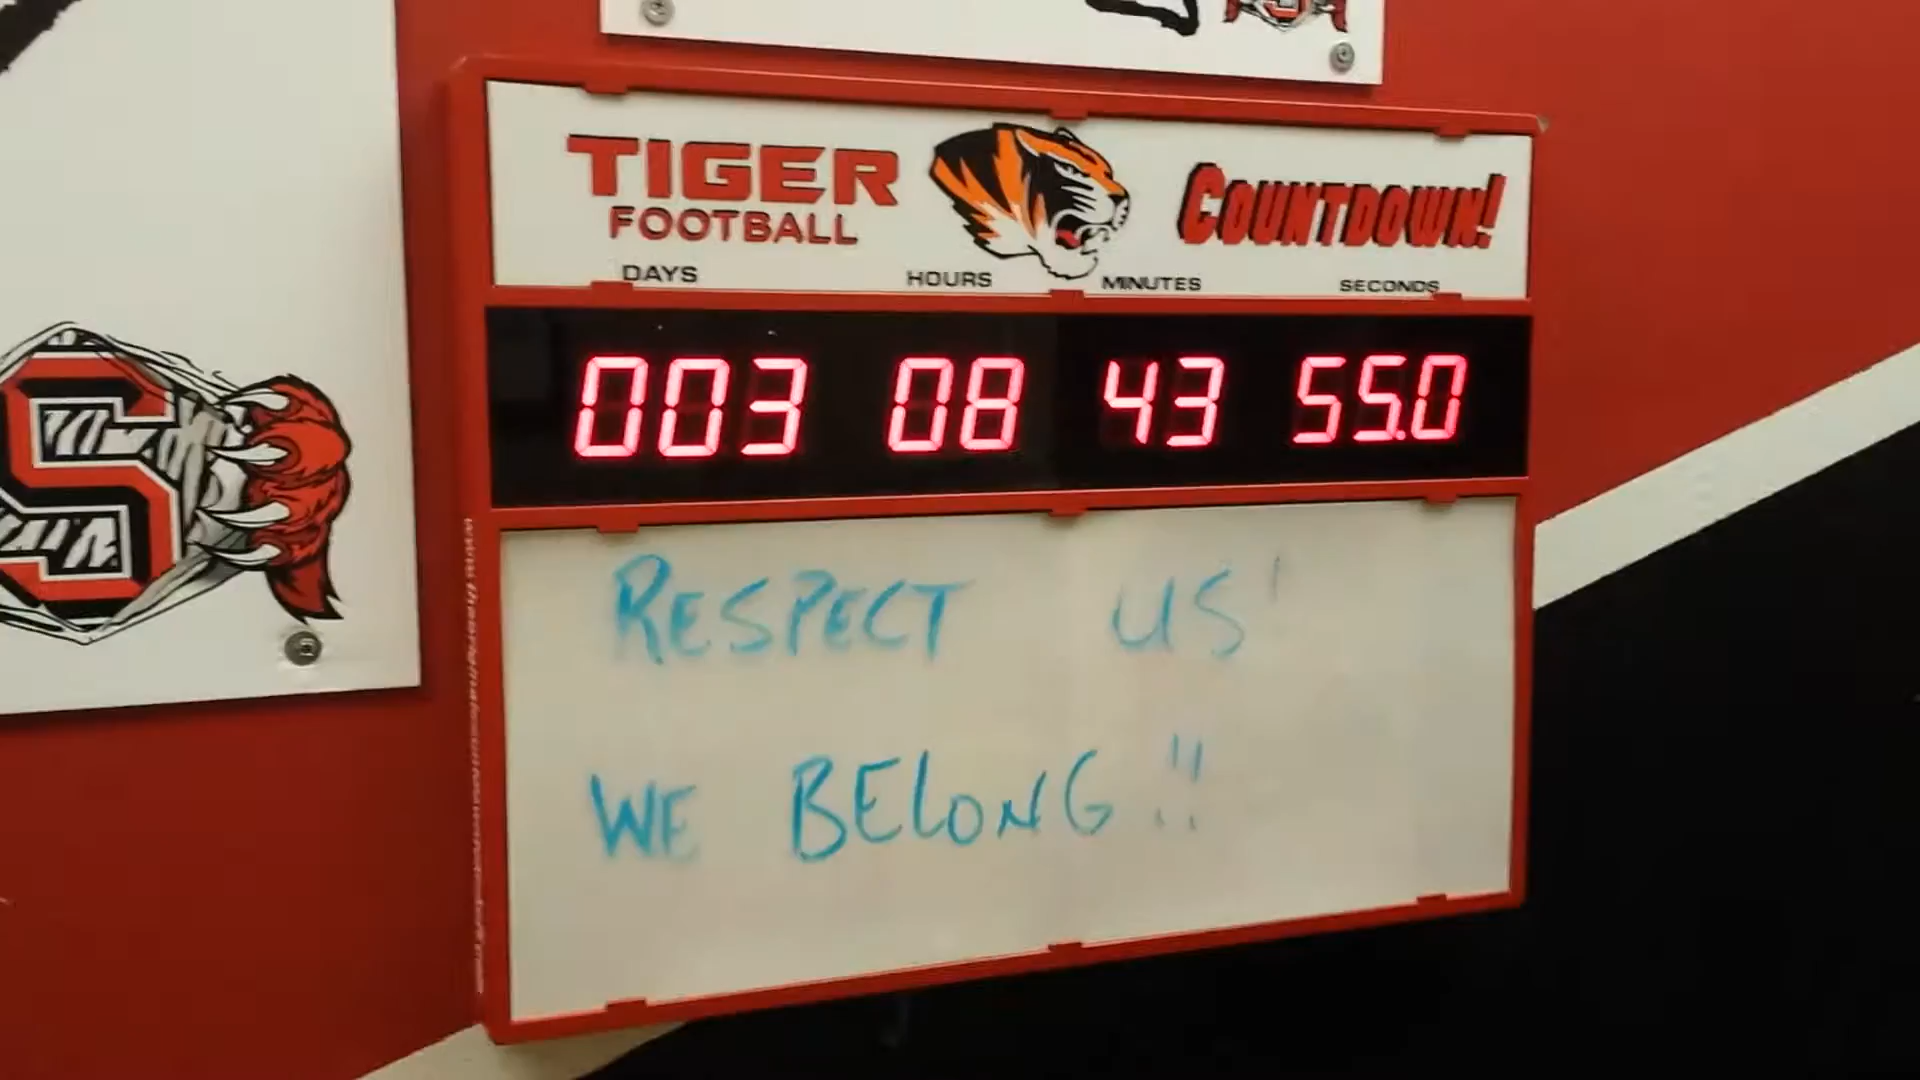 TIGER
FOOTBALL
COUNTDOWN!
DAYS HOURS MINUTES SECONDS
003 08 43 55.0
RESPECT US!
WE BELONG!!
S